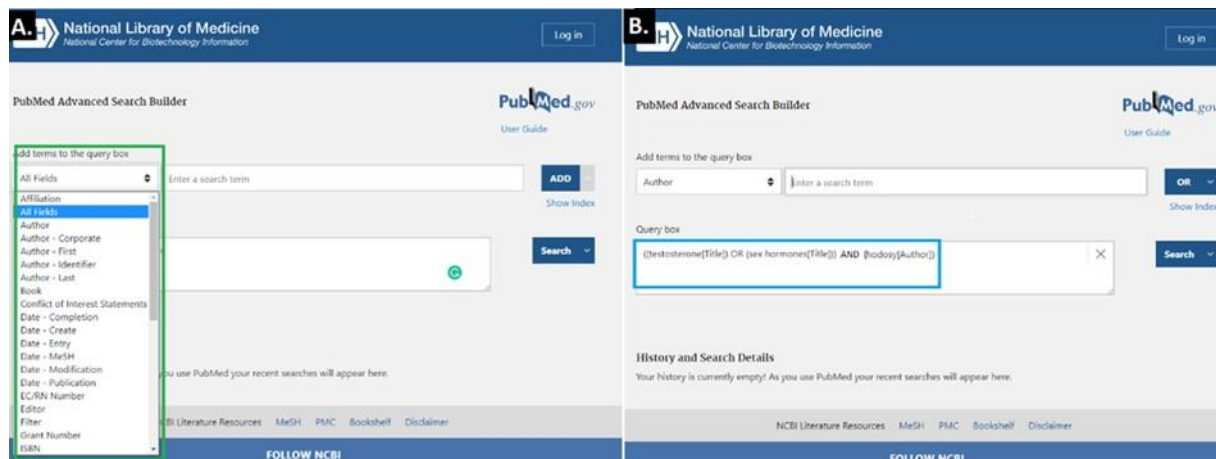 A.
H)
National Library of Medicine
National Center for Biotechnology Information
Log in
PubMed Advanced Search Builder
PubMed.gov
User Guide
Add terms to the query box
All Fields
Enter a search term
ADD
Show Index
Affiliation
All Fields
Author
Author - Corporate
Author - First
Author - Identifier
Author - Last
Book
Conflict of Interest Statements
Date - Completion
Date - Create
Date - Entry
Date - MeSH
Date - Modification
Date - Publication
EC/RN Number
Editor
Filter
Grant Number
ISBN
Search
you use PubMed your recent searches will appear here.
NCBI Literature Resources MeSH PMC Bookshelf Disclaimer
FOLLOW NCBI
B.
H)
National Library of Medicine
National Center for Biotechnology Information
Log in
PubMed Advanced Search Builder
PubMed.gov
User Guide
Add terms to the query box
Author
Enter a search term
OR
Show Index
Query box
((testosterone[Title]) OR (sex hormones[Title])) AND (hodosy[Author])
Search
History and Search Details
Your history is currently empty! As you use PubMed your recent searches will appear here.
NCBI Literature Resources MeSH PMC Bookshelf Disclaimer
FOLLOW NCBI